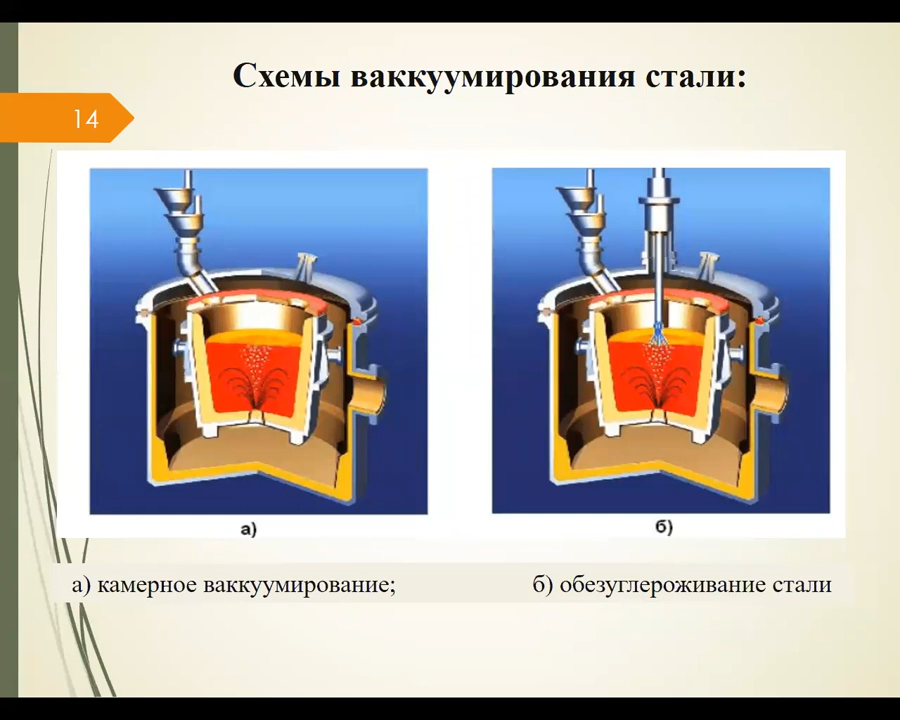 Схемы ваккуумирования стали:
14
а)
б)
а) камерное ваккуумирование;
б) обезуглероживание стали